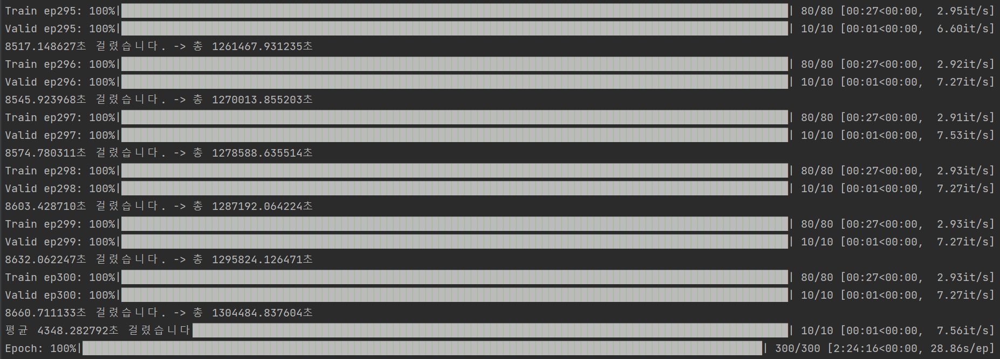 Train ep295: 100%|| 80/80 [00:27<00:00, 2.95it/s]
Valid ep295: 100%|| 10/10 [00:01<00:00, 6.60it/s]
8517.148627초 걸렸습니다. -> 총 1261467.931235초
Train ep296: 100%|| 80/80 [00:27<00:00, 2.92it/s]
Valid ep296: 100%|| 10/10 [00:01<00:00, 7.27it/s]
8545.923968초 걸렸습니다. -> 총 1270013.855203초
Train ep297: 100%|| 80/80 [00:27<00:00, 2.91it/s]
Valid ep297: 100%|| 10/10 [00:01<00:00, 7.53it/s]
8574.780311초 걸렸습니다. -> 총 1278588.635514초
Train ep298: 100%|| 80/80 [00:27<00:00, 2.93it/s]
Valid ep298: 100%|| 10/10 [00:01<00:00, 7.27it/s]
8603.428710초 걸렸습니다. -> 총 1287192.064224초
Train ep299: 100%|| 80/80 [00:27<00:00, 2.93it/s]
Valid ep299: 100%|| 10/10 [00:01<00:00, 7.27it/s]
8632.062247초 걸렸습니다. -> 총 1295824.126471초
Train ep300: 100%|| 80/80 [00:27<00:00, 2.93it/s]
Valid ep300: 100%|| 10/10 [00:01<00:00, 7.27it/s]
8660.711133초 걸렸습니다. -> 총 1304484.837604초
평균 4348.282792초 걸렸습니다| 10/10 [00:01<00:00, 7.56it/s]
Epoch: 100%|| 300/300 [2:24:16<00:00, 28.86s/ep]